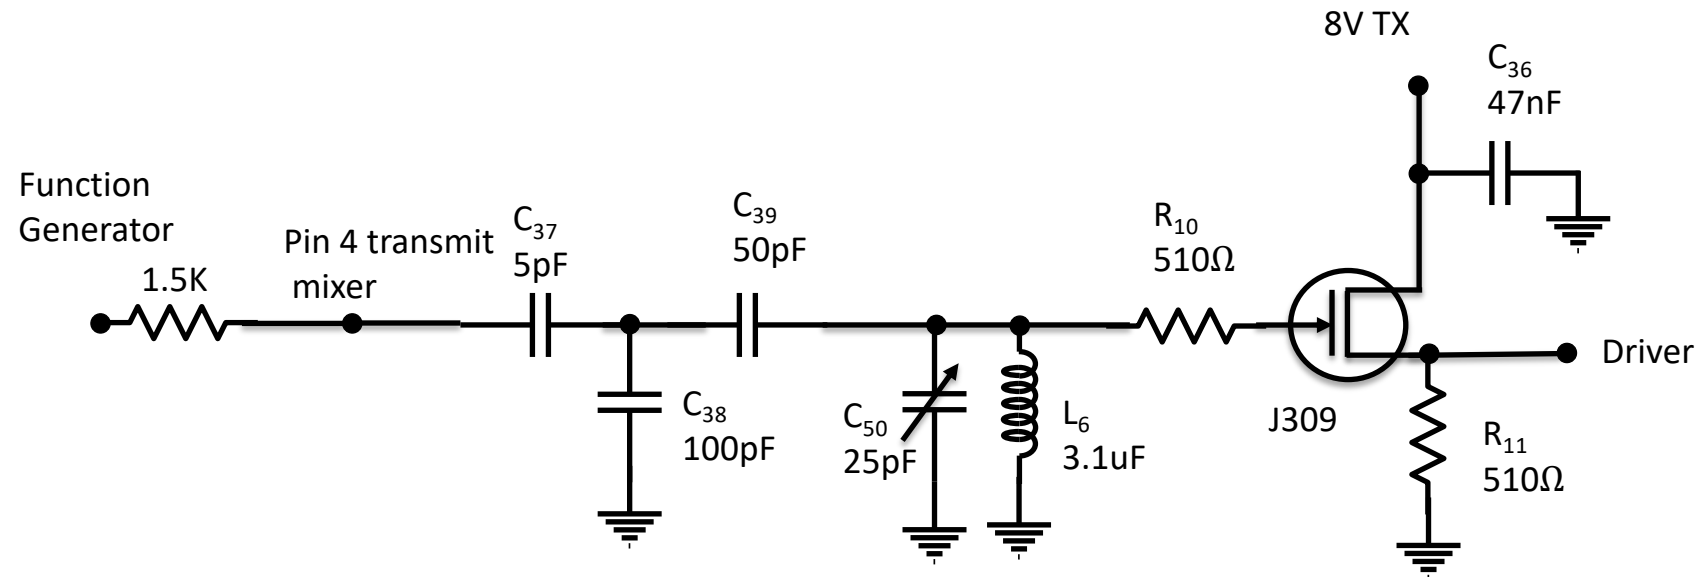 8V TX
C₃₆
47nF
Function
Generator
1.5K
Pin 4 transmit
mixer
C₃₇
5pF
C₃₉
50pF
R₁₀
510Ω
C₃₈
100pF
C₅₀
25pF
L₆
3.1uF
J309
Driver
R₁₁
510Ω